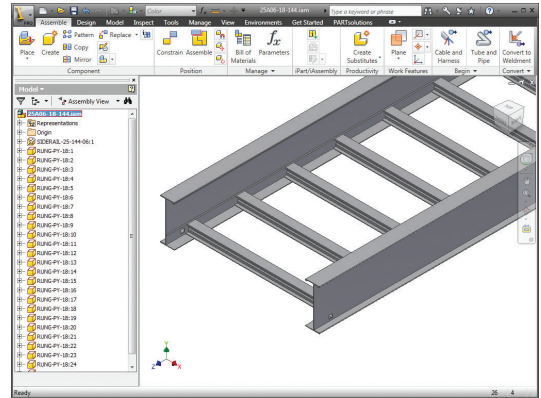 Color
25A06-18-144.iam
Type a keyword or phrase
PRO
Assemble Design Model Inspect Tools Manage View Environments Get Started PARTsolutions
Place
Create
Pattern
Copy
Mirror
Replace
Component
Constrain
Assemble
Position
Bill of Materials
fx
Parameters
Manage
iPart/iAssembly
Create Substitutes
Productivity
Plane
Work Features
Cable and Harness
Tube and Pipe
Begin
Convert to Weldment
Convert
Model
Assembly View
25A06-18-144.iam
Representations
Origin
SIDERAIL-25-144-06:1
RUNG-PY-18:1
RUNG-PY-18:2
RUNG-PY-18:3
RUNG-PY-18:4
RUNG-PY-18:5
RUNG-PY-18:6
RUNG-PY-18:7
RUNG-PY-18:8
RUNG-PY-18:9
RUNG-PY-18:10
RUNG-PY-18:11
RUNG-PY-18:12
RUNG-PY-18:13
RUNG-PY-18:14
RUNG-PY-18:15
RUNG-PY-18:16
RUNG-PY-18:17
RUNG-PY-18:18
RUNG-PY-18:19
RUNG-PY-18:20
RUNG-PY-18:21
RUNG-PY-18:22
RUNG-PY-18:23
RUNG-PY-18:24
Y
Z
X
Ready
26 4